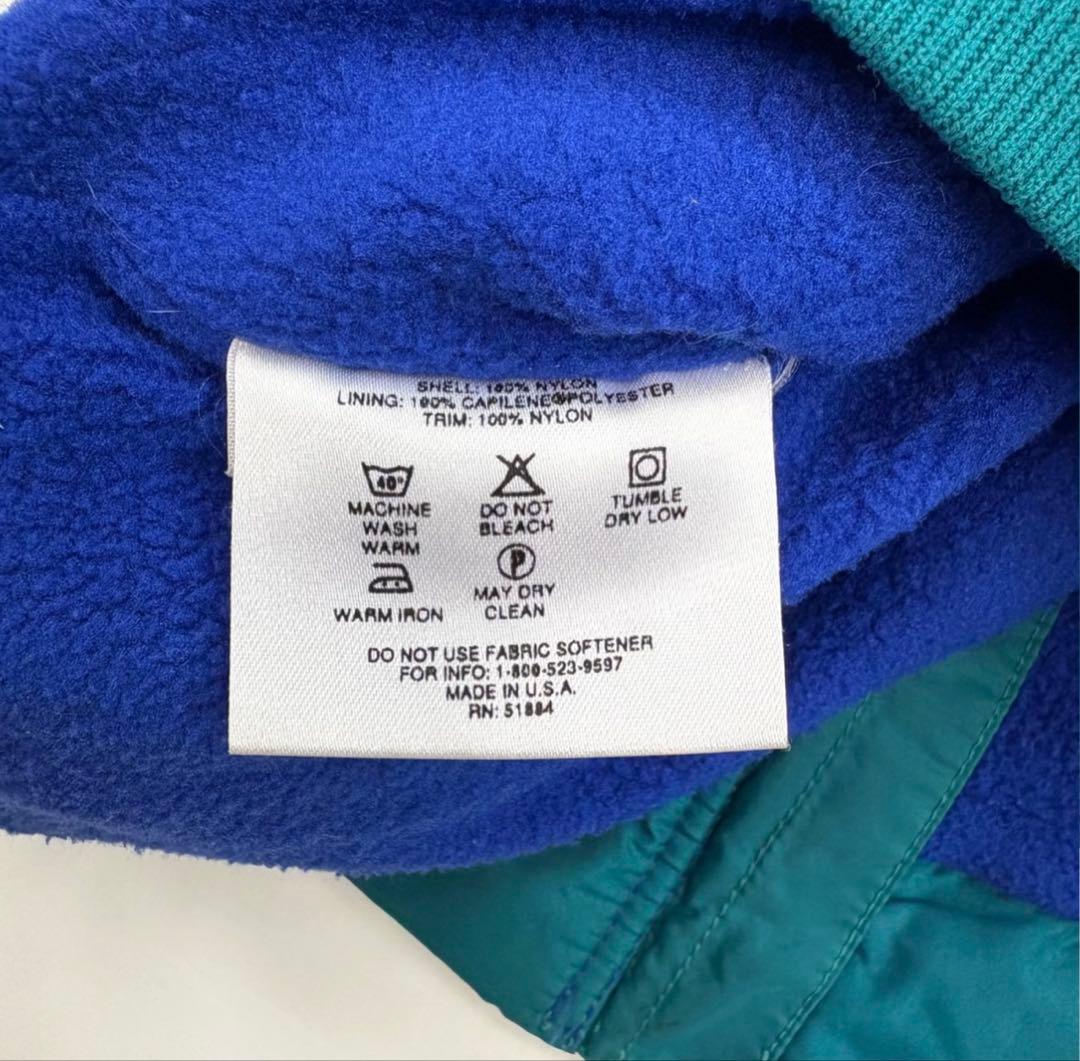 SHELL: 100% NYLON
LINING: 100% CAPILENE® POLYESTER
TRIM: 100% NYLON
40°
MACHINE WASH WARM
DO NOT BLEACH
TUMBLE DRY LOW
WARM IRON
P
MAY DRY CLEAN
DO NOT USE FABRIC SOFTENER
FOR INFO: 1-800-523-9597
MADE IN U.S.A.
RN: 51884